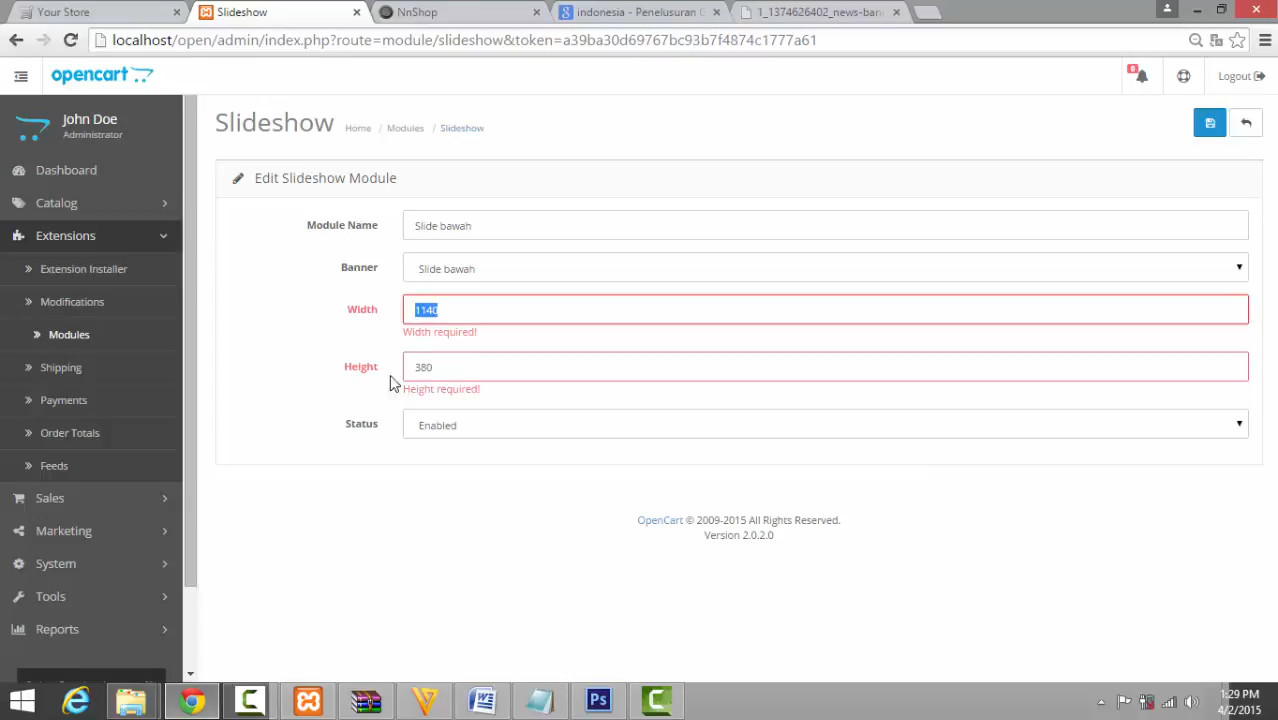 Your Store
Slideshow
NnShop
indonesia - Penelusuran G
1_1374626402_news-ban
localhost/open/admin/index.php?route=module/slideshow&token=a39ba30d69767bc93b7f4874c1777a61
opencart
0
Logout
John Doe
Administrator
Slideshow
Home / Modules / Slideshow
Dashboard
Catalog
Extensions
Extension Installer
Modifications
Modules
Shipping
Payments
Order Totals
Feeds
Sales
Marketing
System
Tools
Reports
Edit Slideshow Module
Module Name
Slide bawah
Banner
Slide bawah
Width
1140
Width required!
Height
380
Height required!
Status
Enabled
OpenCart © 2009-2015 All Rights Reserved.
Version 2.0.2.0
Ps
1:29 PM
4/2/2015